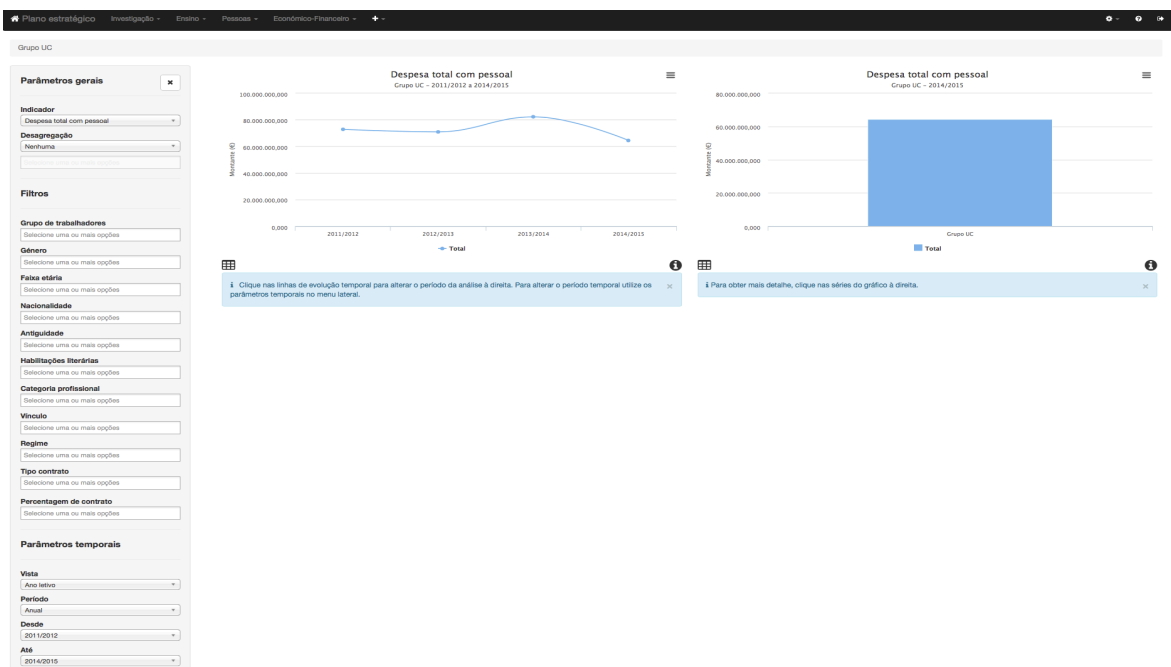 Plano estratégico Investigação Ensino Pessoas Económico-Financeiro
Grupo UC
Parâmetros gerais
Indicador
Despesa total com pessoal
Desagregação
Nenhuma
Filtros
Grupo de trabalhadores
Selecione uma ou mais opções
Género
Selecione uma ou mais opções
Faixa etária
Selecione uma ou mais opções
Nacionalidade
Selecione uma ou mais opções
Antiguidade
Selecione uma ou mais opções
Habilitações literárias
Selecione uma ou mais opções
Categoria profissional
Selecione uma ou mais opções
Vínculo
Selecione uma ou mais opções
Regime
Selecione uma ou mais opções
Tipo contrato
Selecione uma ou mais opções
Percentagem de contrato
Selecione uma ou mais opções
Parâmetros temporais
Vista
Ano letivo
Período
Anual
Desde
2011/2012
Até
2014/2015
Despesa total com pessoal
Grupo UC – 2011/2012 a 2014/2015
Montante (€)
100.000.000,000
80.000.000,000
60.000.000,000
40.000.000,000
20.000.000,000
0,000
2011/2012 2012/2013 2013/2014 2014/2015
Total
Clique nas linhas de evolução temporal para alterar o período da análise à direita. Para alterar o período temporal utilize os
parâmetros temporais no menu lateral.
Despesa total com pessoal
Grupo UC – 2014/2015
Montante (€)
80.000.000,000
60.000.000,000
40.000.000,000
20.000.000,000
0,000
Grupo UC
Total
Para obter mais detalhe, clique nas séries do gráfico à direita.